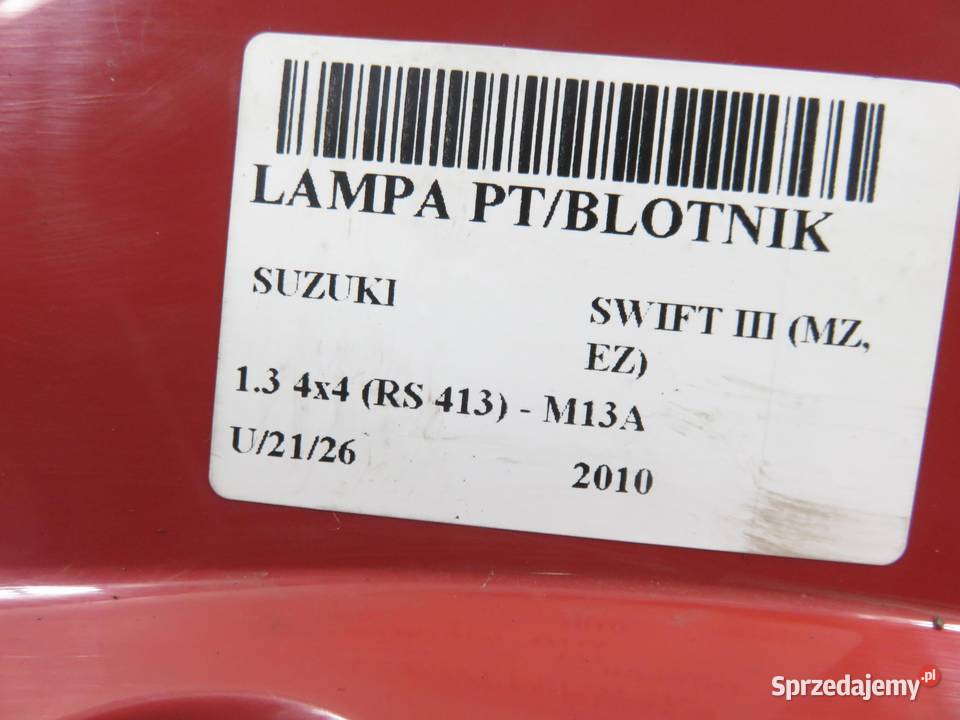 LAMPA PT/BLOTNIK
SUZUKI
SWIFT III (MZ,
EZ)
1.3 4x4 (RS 413) - M13A
U/21/26
2010
Sprzedajemy.pl